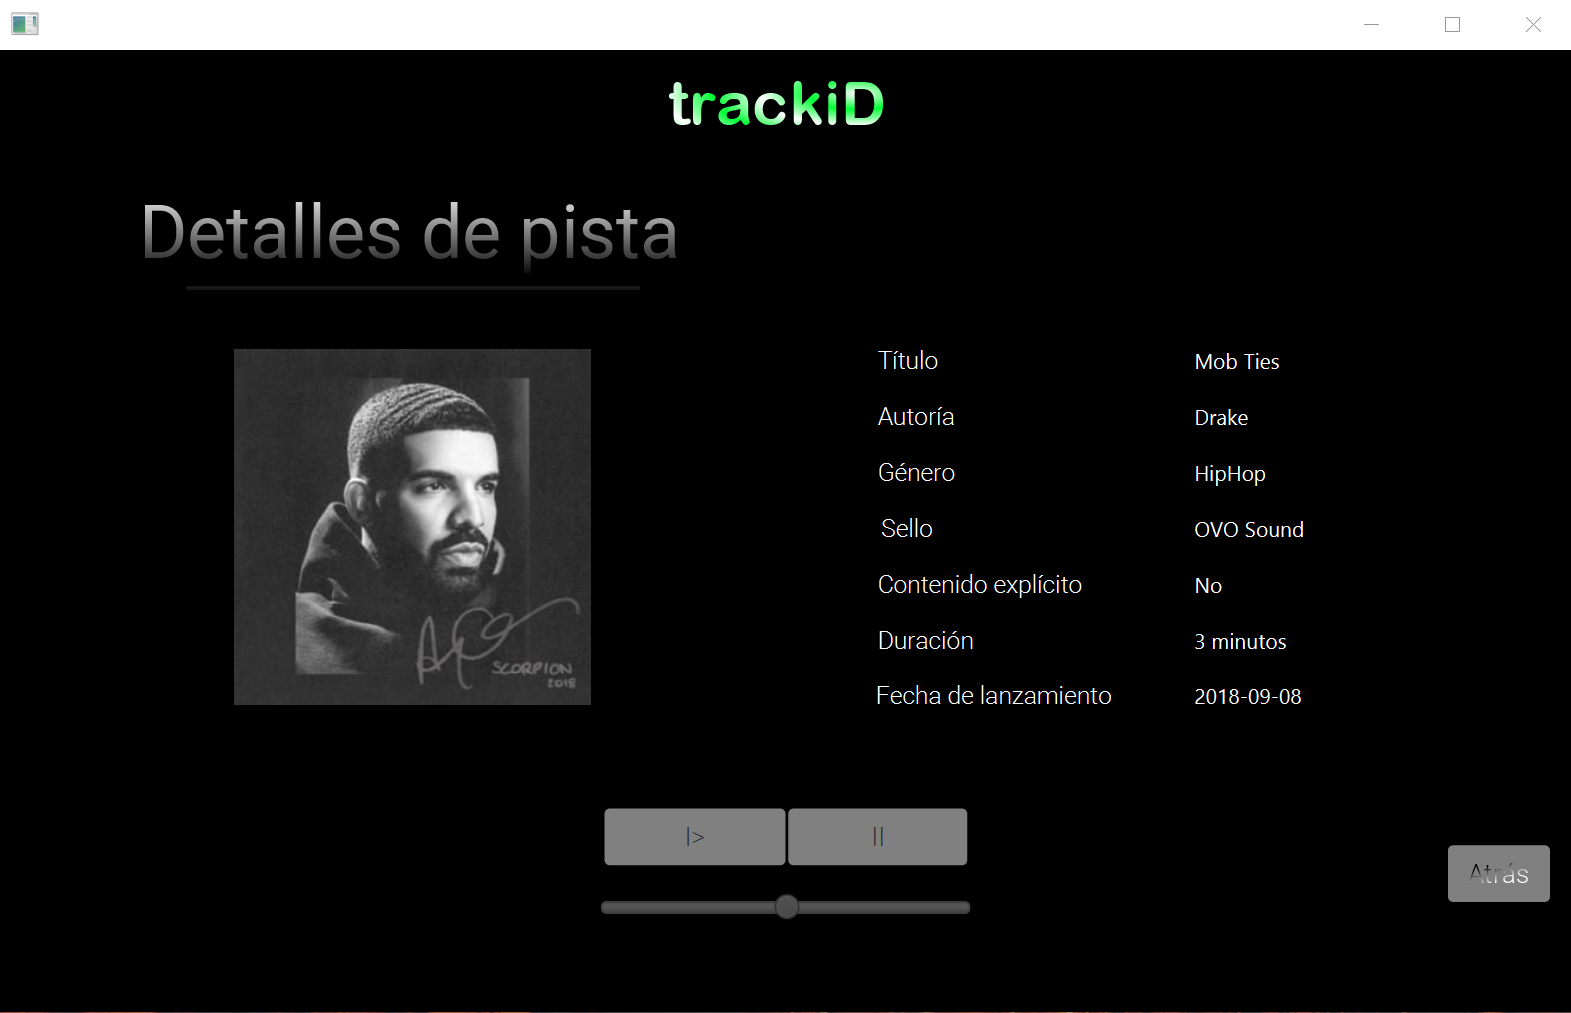 trackiD
Detalles de pista
Título Mob Ties
Autoría Drake
Género HipHop
Sello OVO Sound
Contenido explícito No
Duración 3 minutos
Fecha de lanzamiento 2018-09-08
SCORPION
2018
|> ||
Atrás